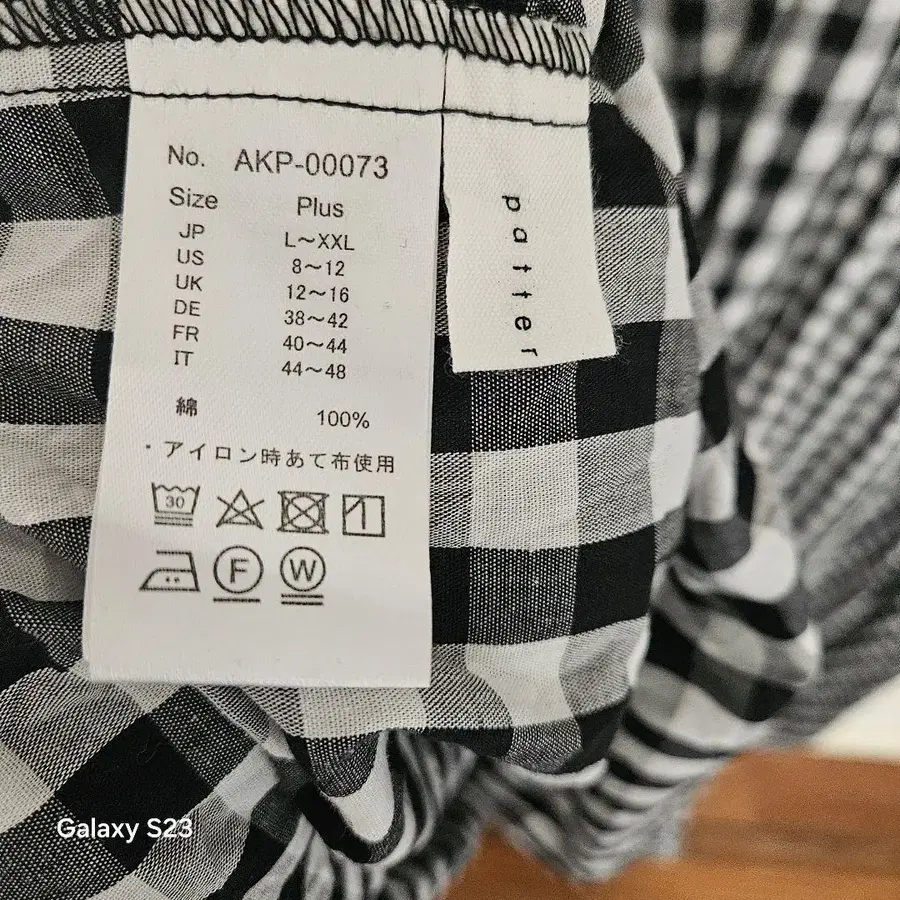 No. AKP-00073
Size Plus
JP L～XXL
US 8～12
UK 12～16
DE 38～42
FR 40～44
IT 44～48
綿 100%
・アイロン時あて布使用
30
F W
patter
Galaxy S23